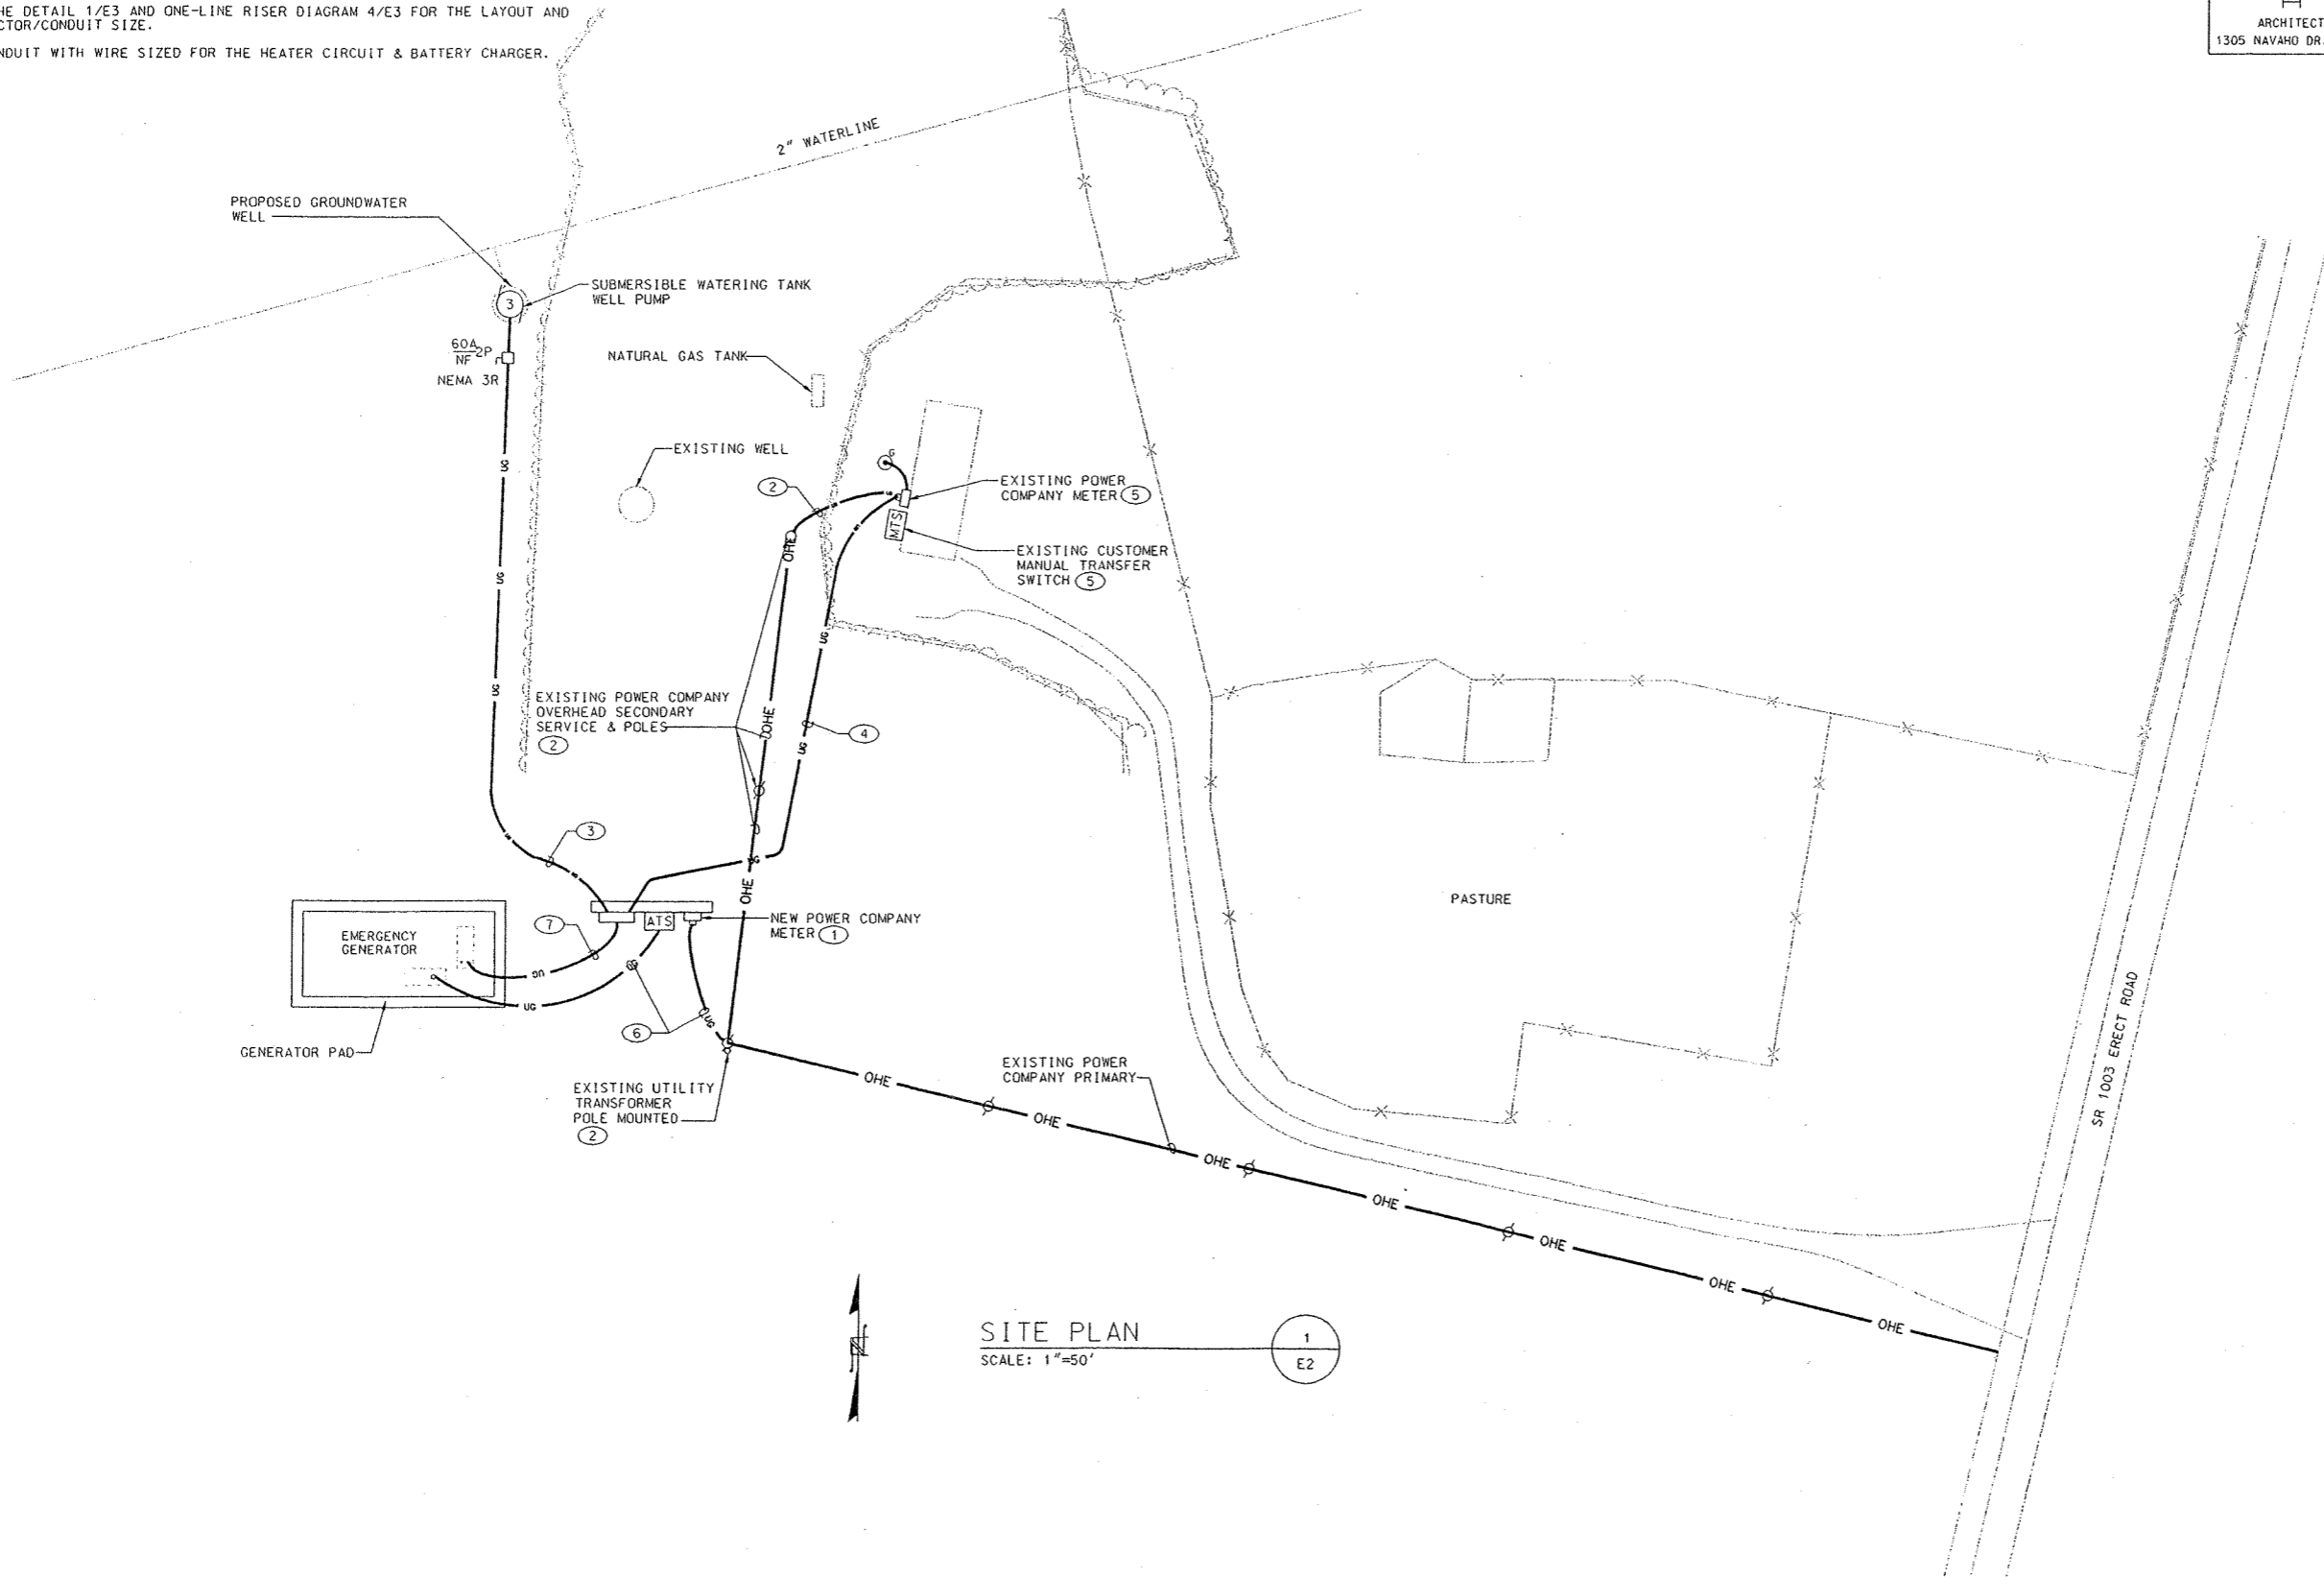 HE DETAIL 1/E3 AND ONE-LINE RISER DIAGRAM 4/E3 FOR THE LAYOUT AND
CTOR/CONDUIT SIZE.
NDUIT WITH WIRE SIZED FOR THE HEATER CIRCUIT & BATTERY CHARGER.
ARCHITECT
1305 NAVAHO DR.
2" WATERLINE
PROPOSED GROUNDWATER
WELL
3
SUBMERSIBLE WATERING TANK
WELL PUMP
60A
NF
2P
NEMA 3R
NATURAL GAS TANK
EXISTING WELL
G
2
EXISTING POWER
COMPANY METER 5
MTS
EXISTING CUSTOMER
MANUAL TRANSFER
SWITCH 5
OHE
UG
UG
UG
UG
EXISTING POWER COMPANY
OVERHEAD SECONDARY
SERVICE & POLES
2
OHE
4
UG
UG
3
UG
OHE
EMERGENCY
GENERATOR
7
ATS
NEW POWER COMPANY
METER 1
UG
UG
6
UG
GENERATOR PAD
EXISTING UTILITY
TRANSFORMER
POLE MOUNTED
2
EXISTING POWER
COMPANY PRIMARY
OHE
OHE
OHE
OHE
OHE
OHE
OHE
PASTURE
SR 1003 ERECT ROAD
N
SITE PLAN
SCALE: 1"=50'
1
E2